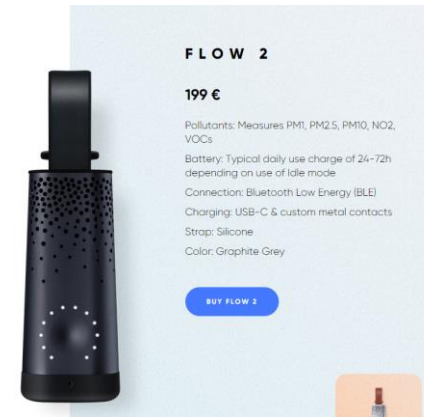 FLOW 2
199 €
Pollutants: Measures PM1, PM2.5, PM10, NO2,
VOCs
Battery: Typical daily use charge of 24-72h
depending on use of Idle mode
Connection: Bluetooth Low Energy (BLE)
Charging: USB-C & custom metal contacts
Strap: Silicone
Color: Graphite Grey
BUY FLOW 2